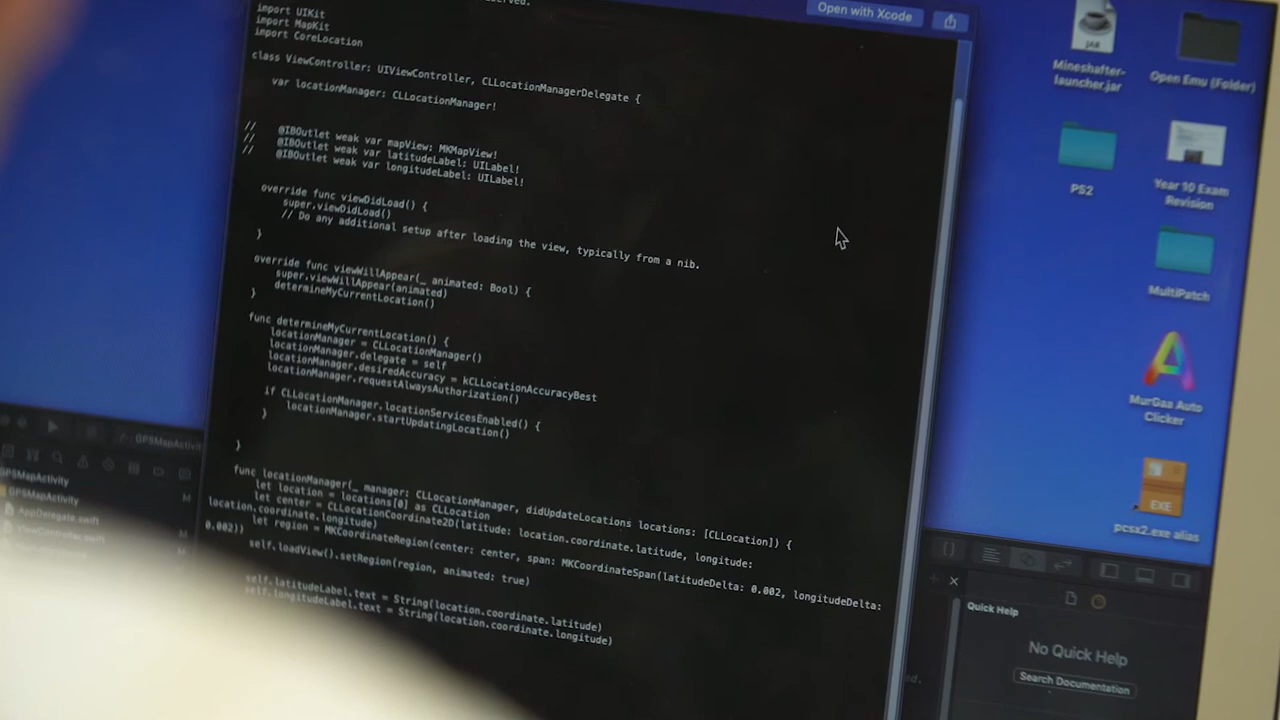 served.
Open with Xcode
import UIKit
import MapKit
import CoreLocation
class ViewController: UIViewController, CLLocationManagerDelegate {
var locationManager: CLLocationManager!
// @IBOutlet weak var mapView: MKMapView!
// @IBOutlet weak var latitudeLabel: UILabel!
// @IBOutlet weak var longitudeLabel: UILabel!
override func viewDidLoad() {
super.viewDidLoad()
// Do any additional setup after loading the view, typically from a nib.
}
override func viewWillAppear(_ animated: Bool) {
super.viewWillAppear(animated)
determineMyCurrentLocation()
}
func determineMyCurrentLocation() {
locationManager = CLLocationManager()
locationManager.delegate = self
locationManager.desiredAccuracy = kCLLocationAccuracyBest
locationManager.requestAlwaysAuthorization()
if CLLocationManager.locationServicesEnabled() {
locationManager.startUpdatingLocation()
}
}
func locationManager(_ manager: CLLocationManager, didUpdateLocations locations: [CLLocation]) {
let location = locations[0] as CLLocation
let center = CLLocationCoordinate2D(latitude: location.coordinate.latitude, longitude:
location.coordinate.longitude)
let region = MKCoordinateRegion(center: center, span: MKCoordinateSpan(latitudeDelta: 0.002, longitudeDelta:
0.002))
self.loadView().setRegion(region, animated: true)
self.latitudeLabel.text = String(location.coordinate.latitude)
self.longitudeLabel.text = String(location.coordinate.longitude)
JAR
Mineshafter-
launcher.jar
Open Emu (Folder)
PS2
Year 10 Exam
Revision
MultiPatch
MurGaa Auto
Clicker
EXE
pcsx2.exe alias
GPSMapActivity
GPSMapActivity
M
GPSMapActivity
AppDelegate.swift
ViewController.swift
M
Quick Help
No Quick Help
Search Documentation